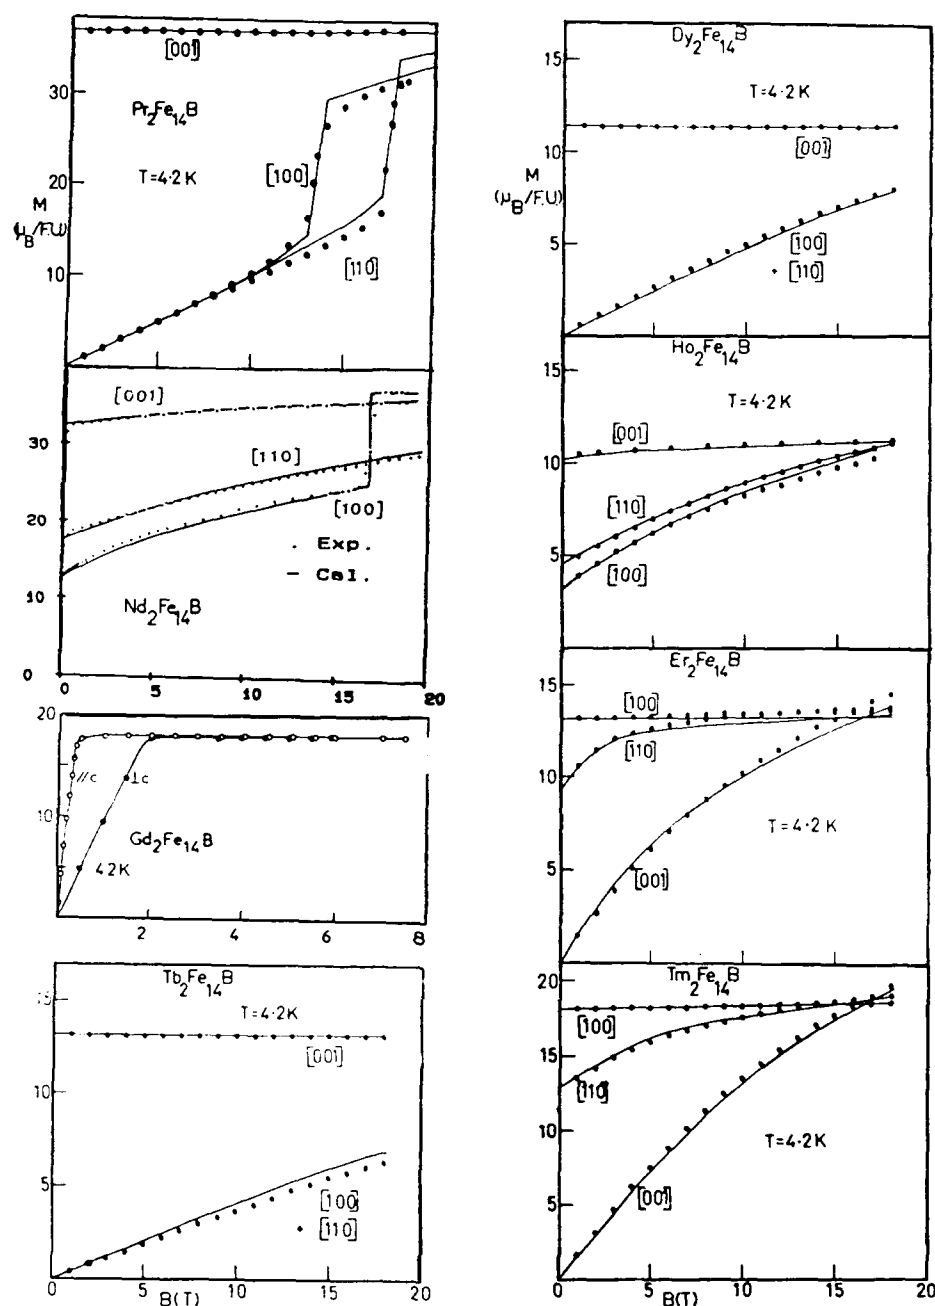 30
20
10
M
(μB/F.U)
[001]
Pr2Fe14B
T=4·2K
[100]
[110]
30
20
10
0
[001]
[110]
[100]
. Exp.
— Cal.
Nd2Fe14B
0 5 10 15 20
20
10
//c
⊥c
Gd2Fe14B
4.2K
2 4 6 8
Tb2Fe14B
T=4·2K
15
10
5
[001]
[100]
[110]
0 5 10 15 20
B(T)
Dy2Fe14B
15
10
5
M
(μB/F.U)
T=4·2K
[001]
[100]
[110]
Ho2Fe14B
15
10
5
T=4·2K
[001]
[110]
[100]
Er2Fe14B
15
10
5
[100]
[110]
T=4·2K
[001]
Tm2Fe14B
20
15
10
5
[100]
[110]
T=4·2K
[001]
0 5 10 15 20
B(T)